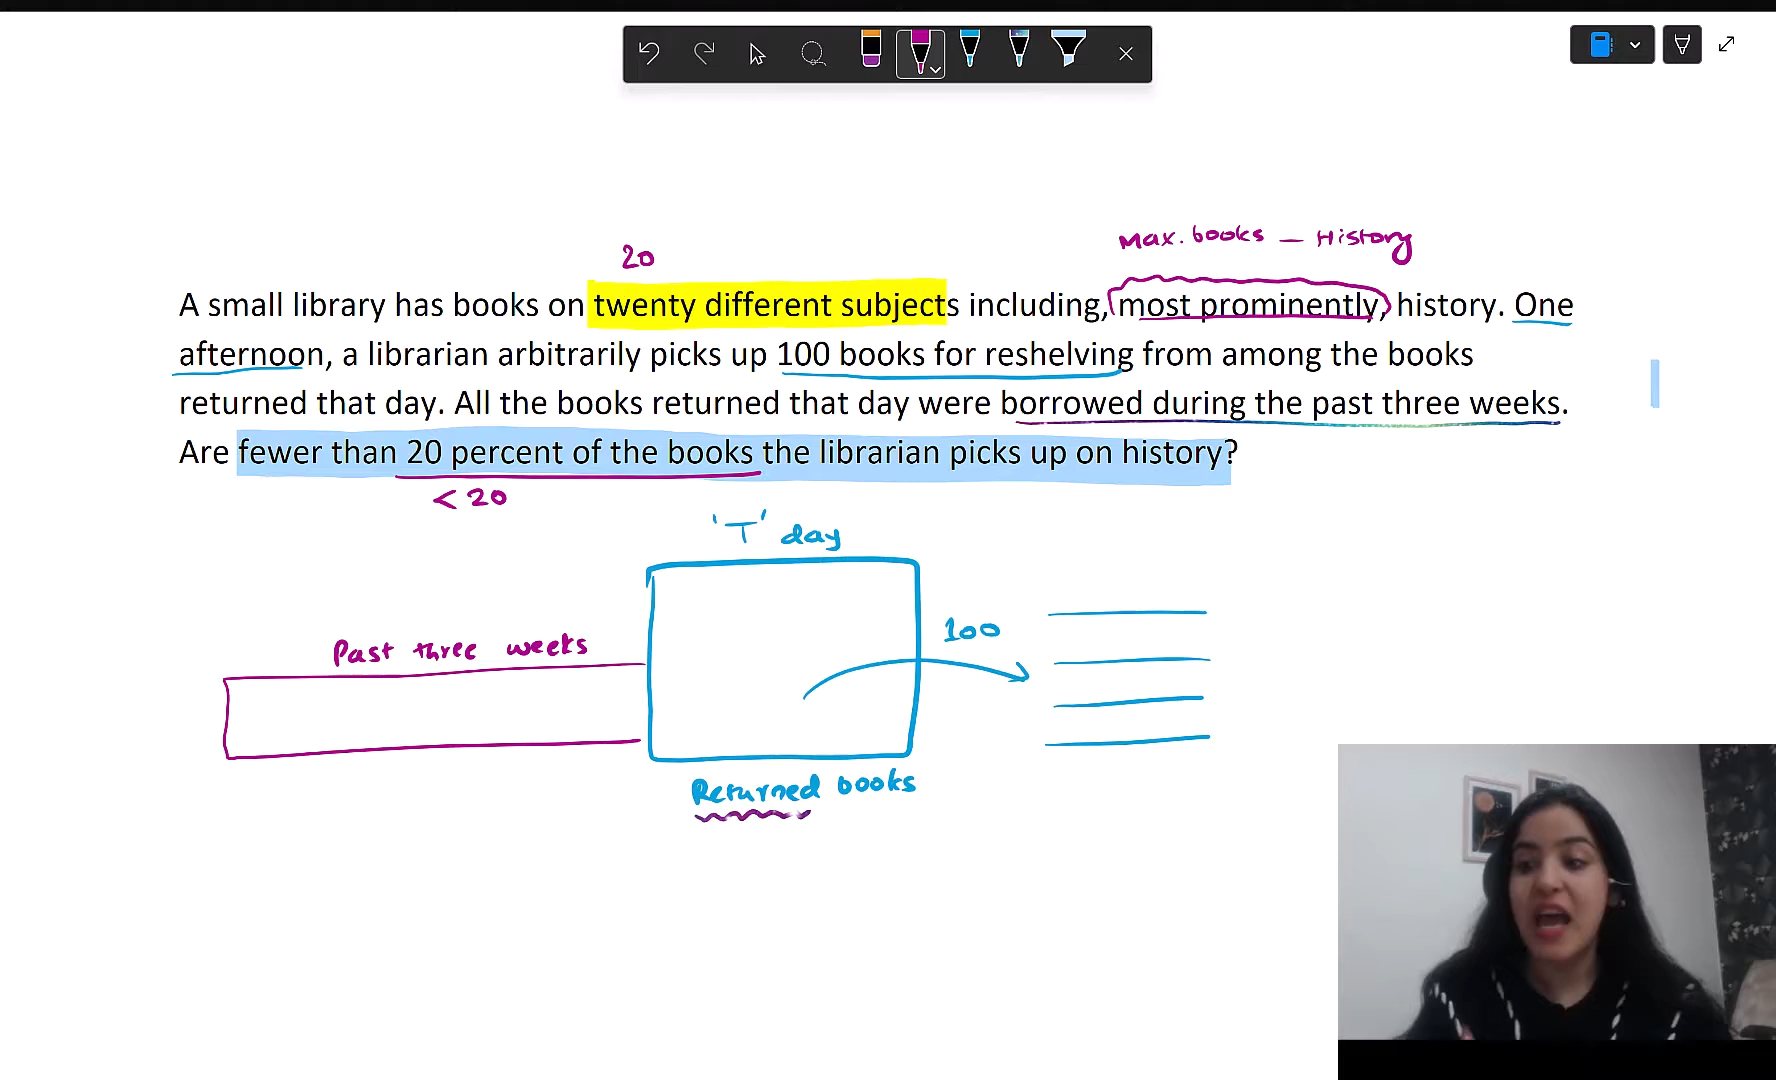 Max. books – History
20
A small library has books on twenty different subjects including, most prominently, history. One
afternoon, a librarian arbitrarily picks up 100 books for reshelving from among the books
returned that day. All the books returned that day were borrowed during the past three weeks.
Are fewer than 20 percent of the books the librarian picks up on history?
< 20
'T' day
100
Past three weeks
Returned books